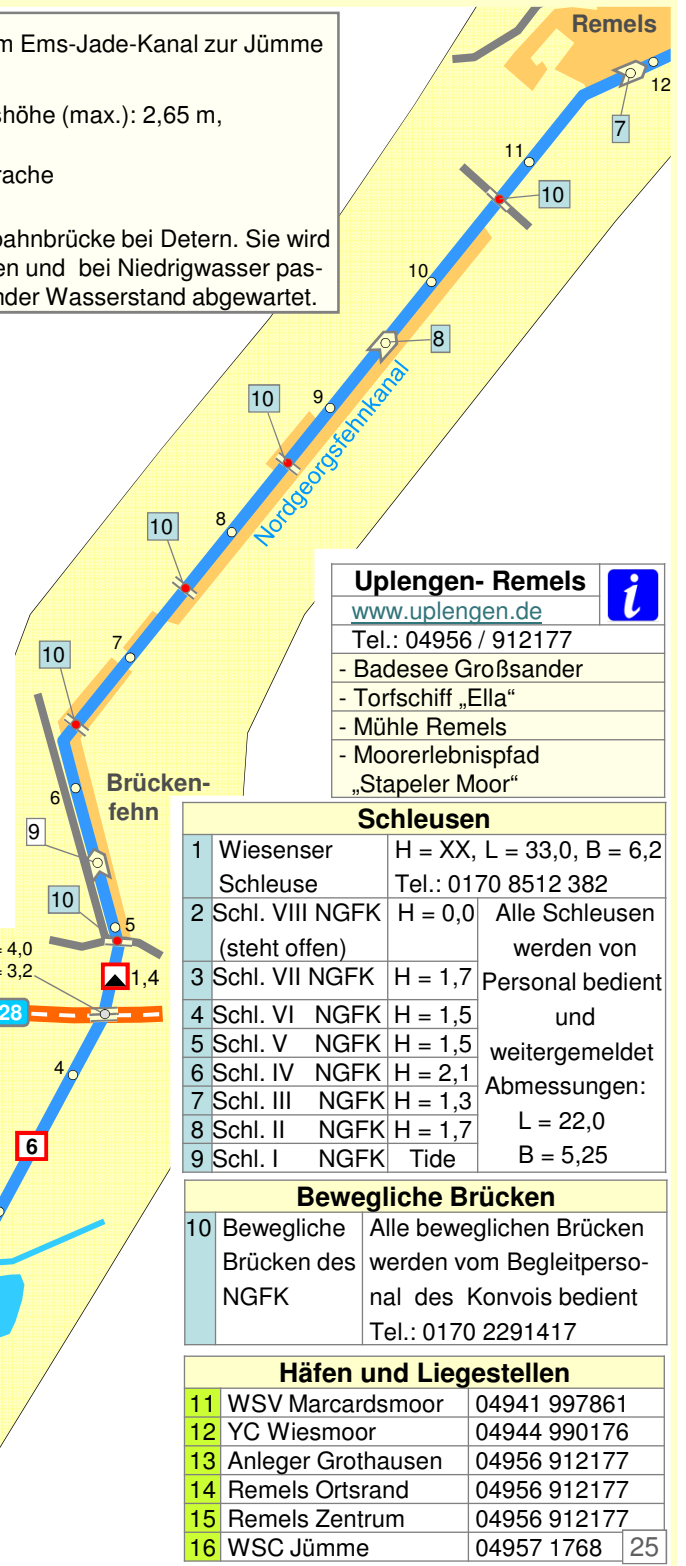 m Ems-Jade-Kanal zur Jümme
shöhe (max.): 2,65 m,
rache
bahnbrücke bei Detern. Sie wird
en und bei Niedrigwasser pas-
nder Wasserstand abgewartet.
Remels
12
7
11
10
10
8
9
10
Nordgeorgsfehnkanal
8
10
7
10
6
Brücken-
fehn
9
10
5
= 4,0
= 3,2
1,4
28
4
6
Uplengen- Remels
i
www.uplengen.de
Tel.: 04956 / 912177
- Badesee Großsander
- Torfschiff „Ella“
- Mühle Remels
- Moorerlebnispfad
„Stapeler Moor“
Schleusen
1 Wiesenser Schleuse H = XX, L = 33,0, B = 6,2
Tel.: 0170 8512 382
2 Schl. VIII NGFK H = 0,0
(steht offen)
3 Schl. VII NGFK H = 1,7
4 Schl. VI NGFK H = 1,5
5 Schl. V NGFK H = 1,5
6 Schl. IV NGFK H = 2,1
7 Schl. III NGFK H = 1,3
8 Schl. II NGFK H = 1,7
9 Schl. I NGFK Tide
Alle Schleusen
werden von
Personal bedient
und
weitergemeldet
Abmessungen:
L = 22,0
B = 5,25
Bewegliche Brücken
10 Bewegliche
Brücken des
NGFK
Alle beweglichen Brücken
werden vom Begleitperso-
nal des Konvois bedient
Tel.: 0170 2291417
Häfen und Liegestellen
11 WSV Marcardsmoor 04941 997861
12 YC Wiesmoor 04944 990176
13 Anleger Grothausen 04956 912177
14 Remels Ortsrand 04956 912177
15 Remels Zentrum 04956 912177
16 WSC Jümme 04957 1768
25